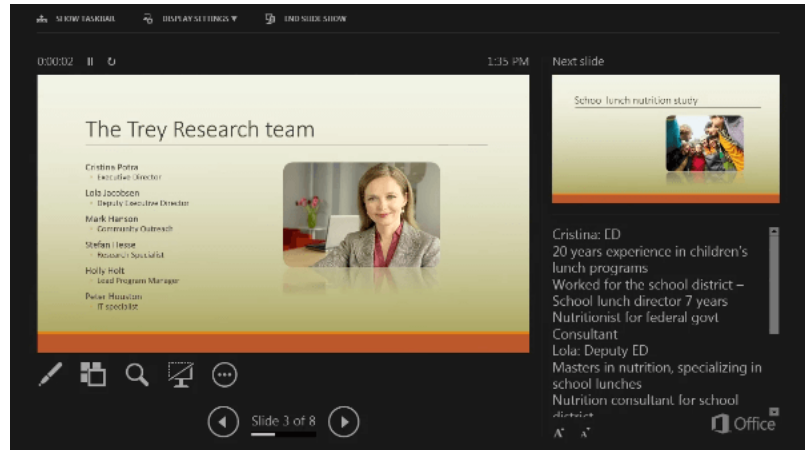 SHOW TASKBAR
DISPLAY SETTINGS ▼
END SLIDE SHOW
0:00:02
1:35 PM
Next slide
The Trey Research team
Cristina Potra
Executive Director
Lola Jacobsen
Deputy Executive Director
Mark Hanson
Community Outreach
Stefan Hesse
Research Specialist
Holly Holt
Lead Program Manager
Peter Houston
IT specialist
School lunch nutrition study
Cristina: ED
20 years experience in children's
lunch programs
Worked for the school district –
School lunch director 7 years
Nutritionist for federal govt
Consultant
Lola: Deputy ED
Masters in nutrition, specializing in
school lunches
Nutrition consultant for school
district
Slide 3 of 8
A A
Office